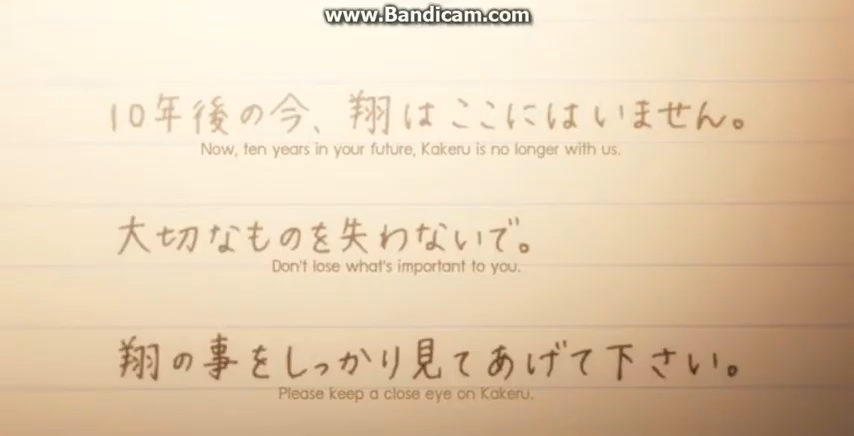 www.Bandicam.com
10年後の今、翔はここにはいません。
Now, ten years in your future, Kakeru is no longer with us.
大切なものを失わないで。
Don't lose what's important to you.
翔の事をしっかり見てあげて下さい。
Please keep a close eye on Kakeru.